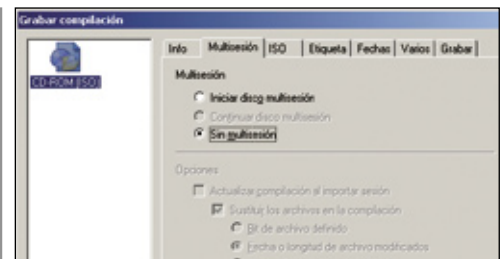 Grabar compilación
CD-ROM (ISO)
Info Multisesión ISO Etiqueta Fechas Varios Grabar
Multisesión
Iniciar disco multisesión
Continuar disco multisesión
Sin multisesión
Opciones
Actualizar compilación al importar sesión
Sustituir los archivos en la compilación
Bit de archivo definido
Fecha o longitud de archivo modificados